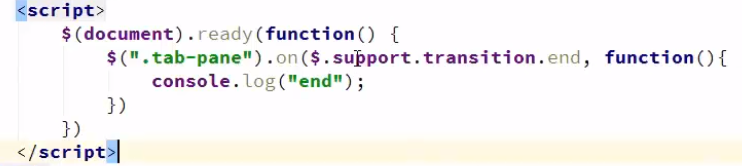 <script>
$(document).ready(function() {
$(".tab-pane").on($.support.transition.end, function(){
console.log("end");
})
})
</script>